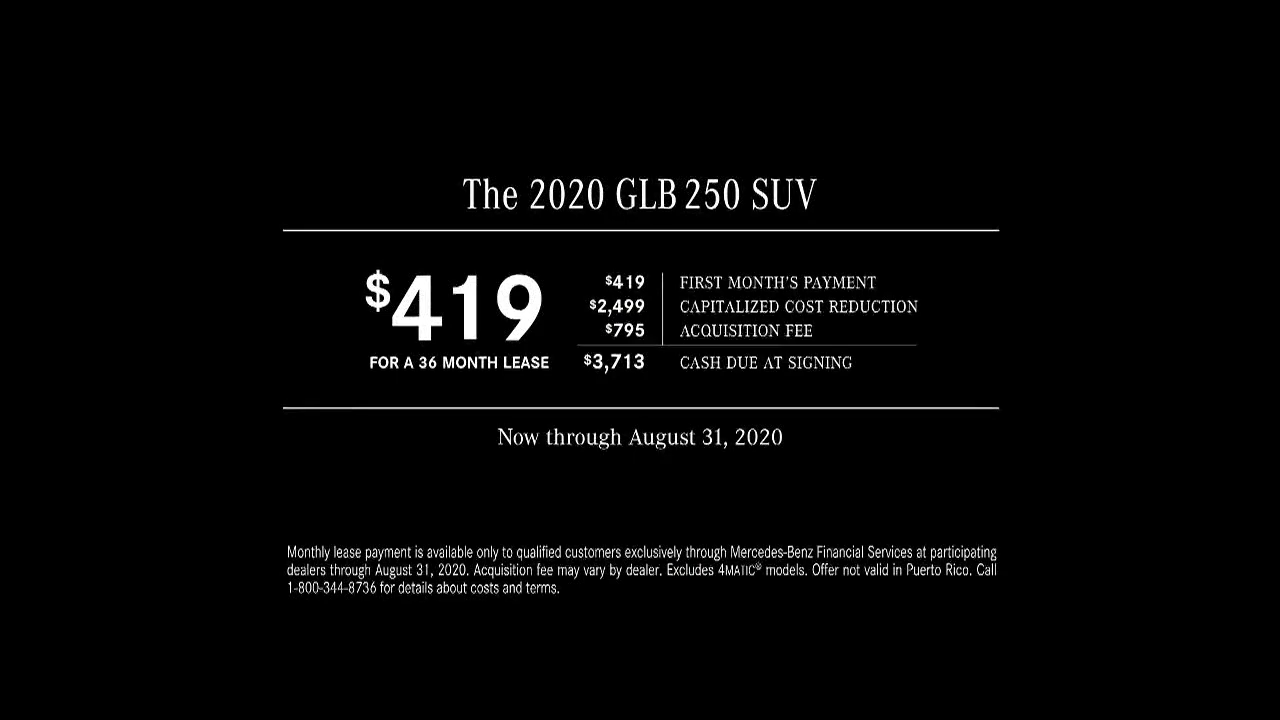 The 2020 GLB 250 SUV
$419
FOR A 36 MONTH LEASE
$419 FIRST MONTH'S PAYMENT
$2,499 CAPITALIZED COST REDUCTION
$795 ACQUISITION FEE
$3,713 CASH DUE AT SIGNING
Now through August 31, 2020
Monthly lease payment is available only to qualified customers exclusively through Mercedes-Benz Financial Services at participating
dealers through August 31, 2020. Acquisition fee may vary by dealer. Excludes 4MATIC® models. Offer not valid in Puerto Rico. Call
1-800-344-8736 for details about costs and terms.